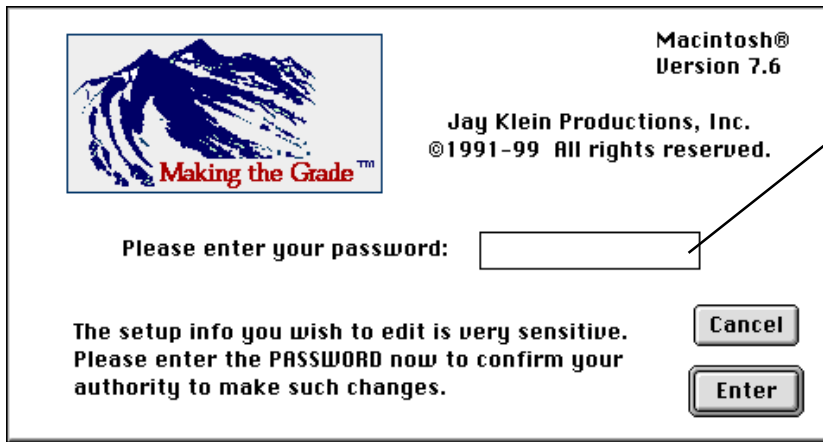 Macintosh®
Version 7.6
Jay Klein Productions, Inc.
©1991-99 All rights reserved.
Making the Grade™
Please enter your password:
The setup info you wish to edit is very sensitive.
Please enter the PASSWORD now to confirm your
authority to make such changes.
Cancel
Enter